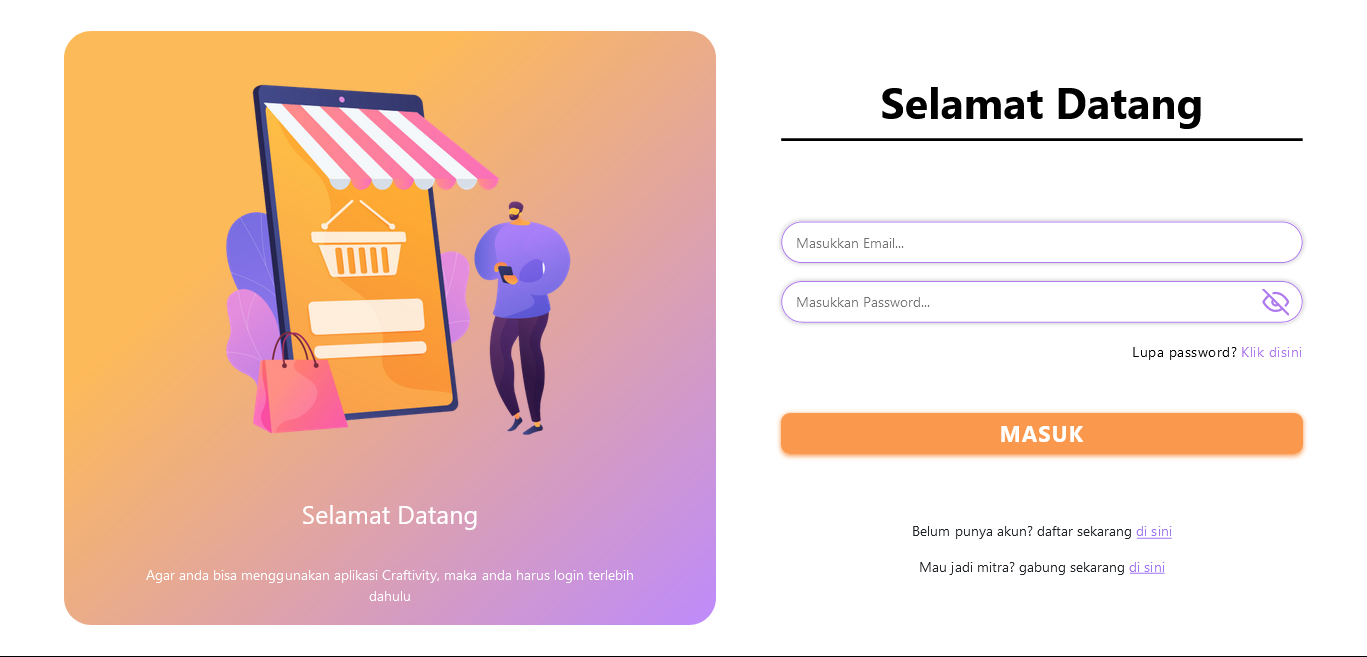 Selamat Datang
Agar anda bisa menggunakan aplikasi Craftivity, maka anda harus login terlebih
dahulu
Selamat Datang
Masukkan Email...
Masukkan Password...
Lupa password? Klik disini
MASUK
Belum punya akun? daftar sekarang di sini
Mau jadi mitra? gabung sekarang di sini